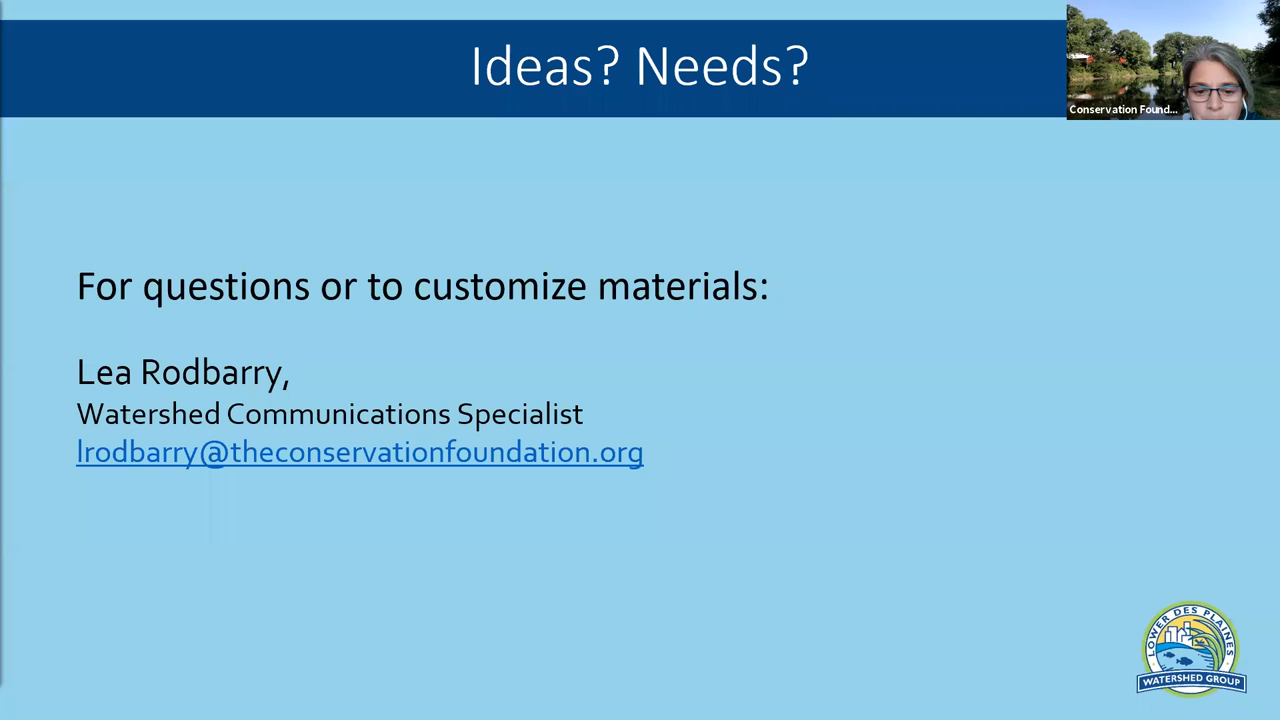 Ideas? Needs?
Conservation Found...
For questions or to customize materials:
Lea Rodbarry,
Watershed Communications Specialist
lrodbarry@theconservationfoundation.org
LOWER DES PLAINES
WATERSHED GROUP